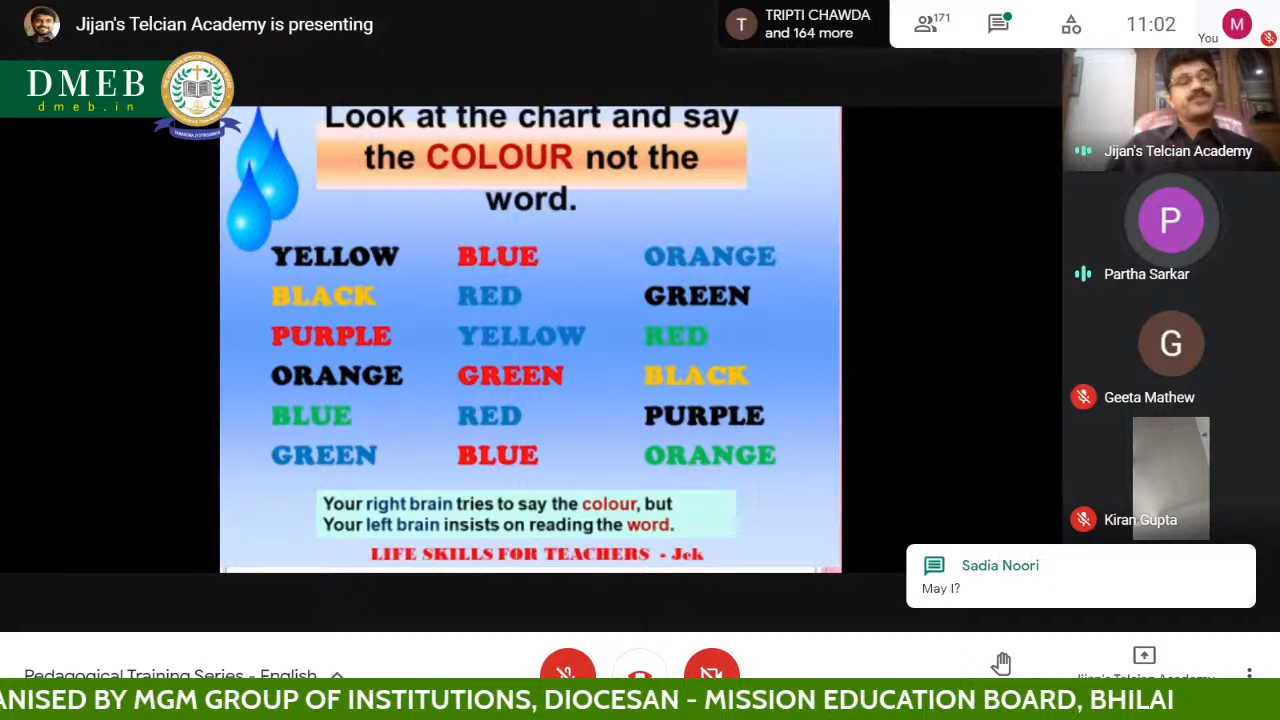 Jijan's Telcian Academy is presenting
T
TRIPTI CHAWDA
and 164 more
171
11:02
You
M
DMEB
dmeb.in
Look at the chart and say
the COLOUR not the
word.
YELLOW BLUE ORANGE
BLACK RED GREEN
PURPLE YELLOW RED
ORANGE GREEN BLACK
BLUE RED PURPLE
GREEN BLUE ORANGE
Your right brain tries to say the colour, but
Your left brain insists on reading the word.
LIFE SKILLS FOR TEACHERS - Jek
Jijan's Telcian Academy
P
Partha Sarkar
G
Geeta Mathew
Kiran Gupta
Sadia Noori
May I?
Pedagogical Training Series - English
Jijan's Telcian Academy
ANISED BY MGM GROUP OF INSTITUTIONS, DIOCESAN - MISSION EDUCATION BOARD, BHILAI